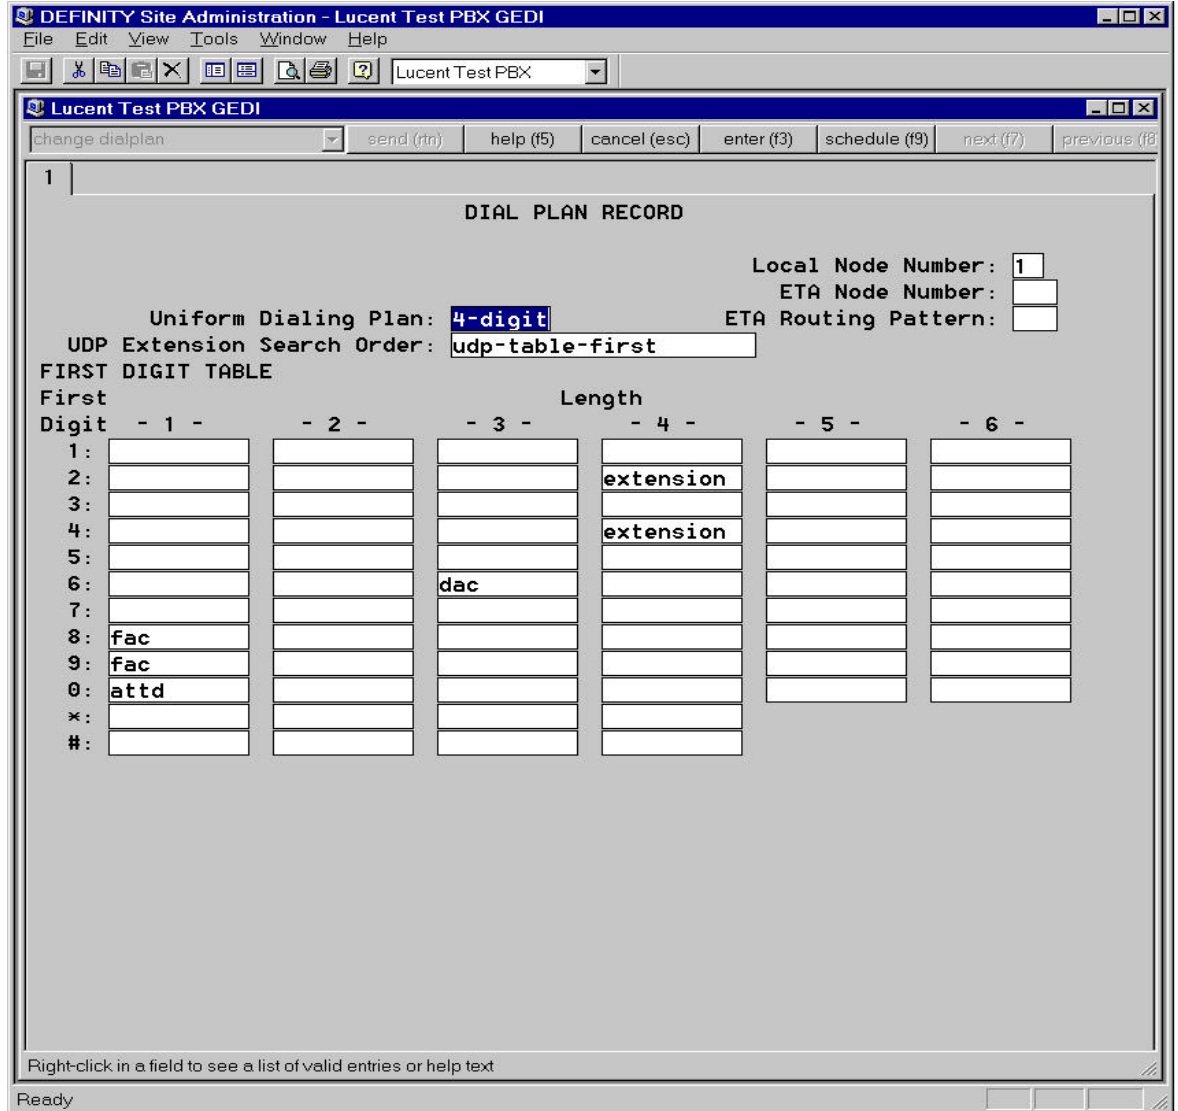 DEFINITY Site Administration - Lucent Test PBX GEDI
File Edit View Tools Window Help
Lucent Test PBX
Lucent Test PBX GEDI
change dialplan send (rtn) help (f5) cancel (esc) enter (f3) schedule (f9) next (f7) previous (f8
1
DIAL PLAN RECORD
Local Node Number: 1
ETA Node Number:
Uniform Dialing Plan: 4-digit ETA Routing Pattern:
UDP Extension Search Order: udp-table-first
FIRST DIGIT TABLE
First Length
Digit - 1 - - 2 - - 3 - - 4 - - 5 - - 6 -
1:
2: extension
3:
4: extension
5:
6: dac
7:
8: fac
9: fac
0: attd
*:
#:
Right-click in a field to see a list of valid entries or help text
Ready